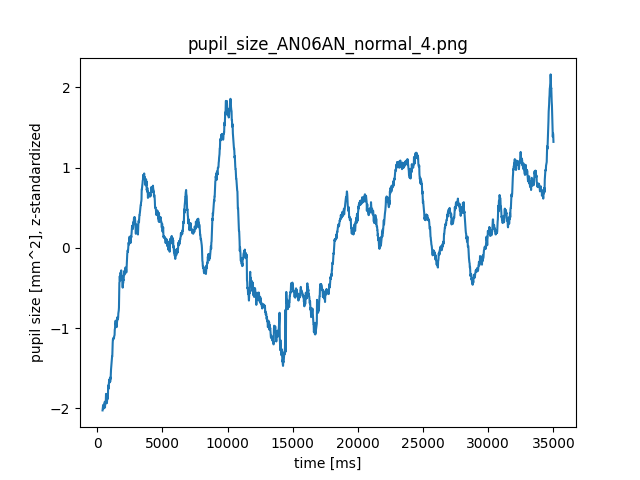 pupil_size_AN06AN_normal_4.png
pupil size [mm^2], z-standardized
2
1
0
−1
−2
0 5000 10000 15000 20000 25000 30000 35000
time [ms]